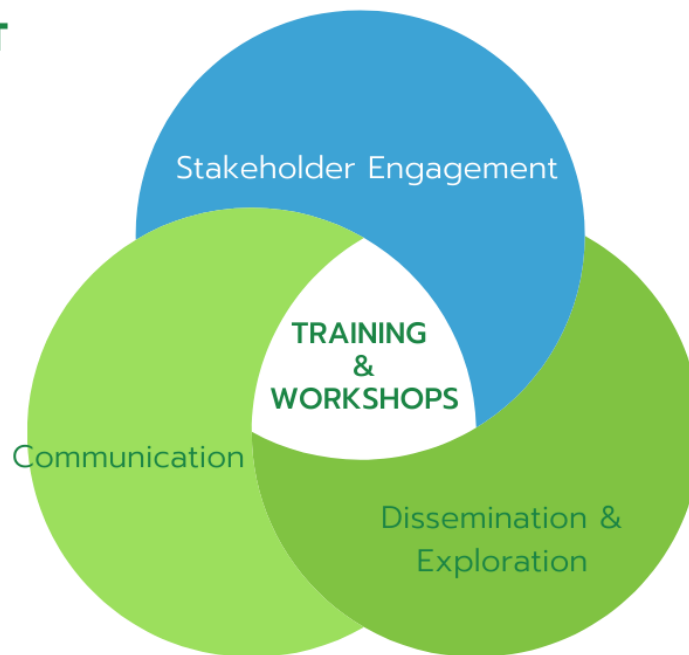 T
Stakeholder Engagement
TRAINING
&
WORKSHOPS
Communication
Dissemination &
Exploration